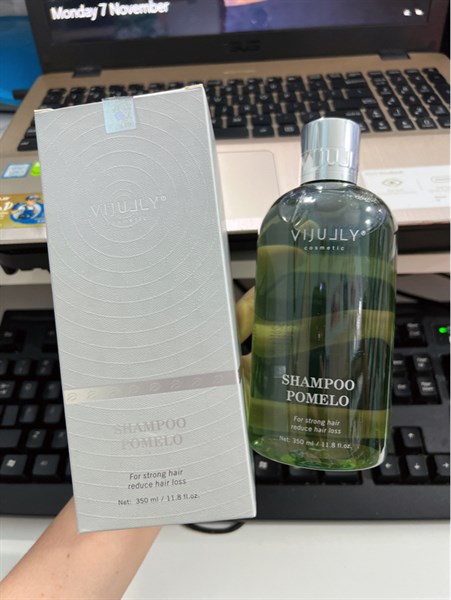 Monday 7 November
ASUS
VIJULLY®
cosmetic
SHAMPOO
POMELO
For strong hair
reduce hair loss
Net: 350 ml / 11.8 fl oz.
VIJULLY®
cosmetic
SHAMPOO
POMELO
For strong hair
reduce hair loss
Net: 350 ml / 11.8 fl oz.